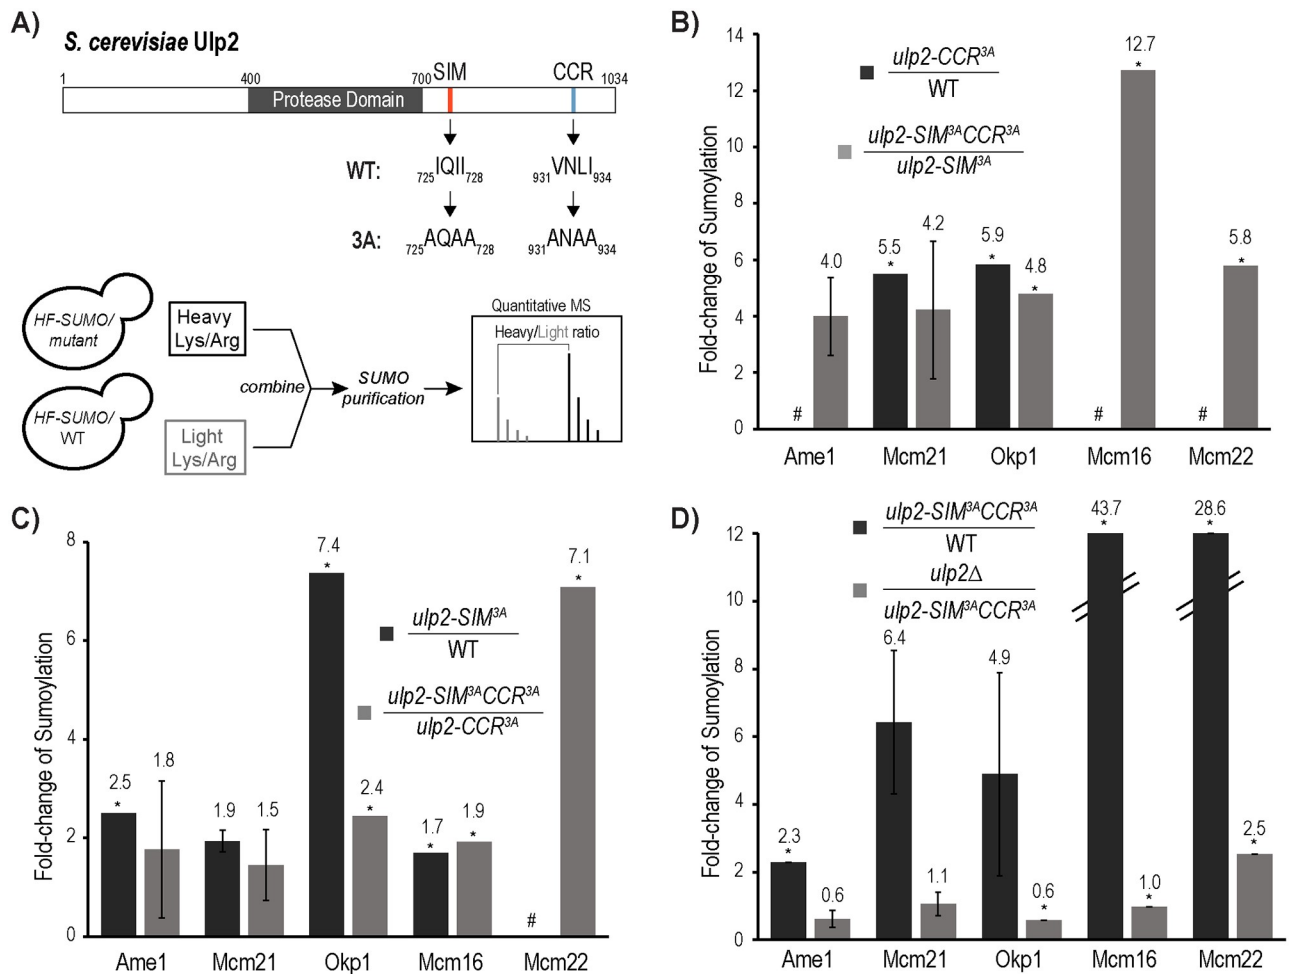 A)
S. cerevisiae Ulp2
1 400 700 SIM CCR 1034
Protease Domain
WT: 725IQII728 931VNLI934
3A: 725AQAA728 931ANAA934
HF-SUMO/
mutant
Heavy
Lys/Arg
HF-SUMO/
WT
Light
Lys/Arg
combine
SUMO
purification
Quantitative MS
Heavy/Light ratio
B)
Fold-change of Sumoylation
14
12
10
8
6
4
2
0
ulp2-CCR3A
WT
ulp2-SIM3ACCR3A
ulp2-SIM3A
# 4.0
5.5 * 4.2
5.9 * 4.8 *
# 12.7 *
# 5.8 *
Ame1 Mcm21 Okp1 Mcm16 Mcm22
C)
Fold-change of Sumoylation
8
6
4
2
0
ulp2-SIM3A
WT
ulp2-SIM3ACCR3A
ulp2-CCR3A
2.5 * 1.8
1.9 1.5
7.4 * 2.4 *
1.7 * 1.9 *
# 7.1 *
Ame1 Mcm21 Okp1 Mcm16 Mcm22
D)
Fold-change of Sumoylation
12
10
8
6
4
2
0
ulp2-SIM3ACCR3A
WT
ulp2Δ
ulp2-SIM3ACCR3A
2.3 * 0.6
6.4 1.1
4.9 0.6 *
43.7 * 1.0 *
28.6 * 2.5 *
Ame1 Mcm21 Okp1 Mcm16 Mcm22